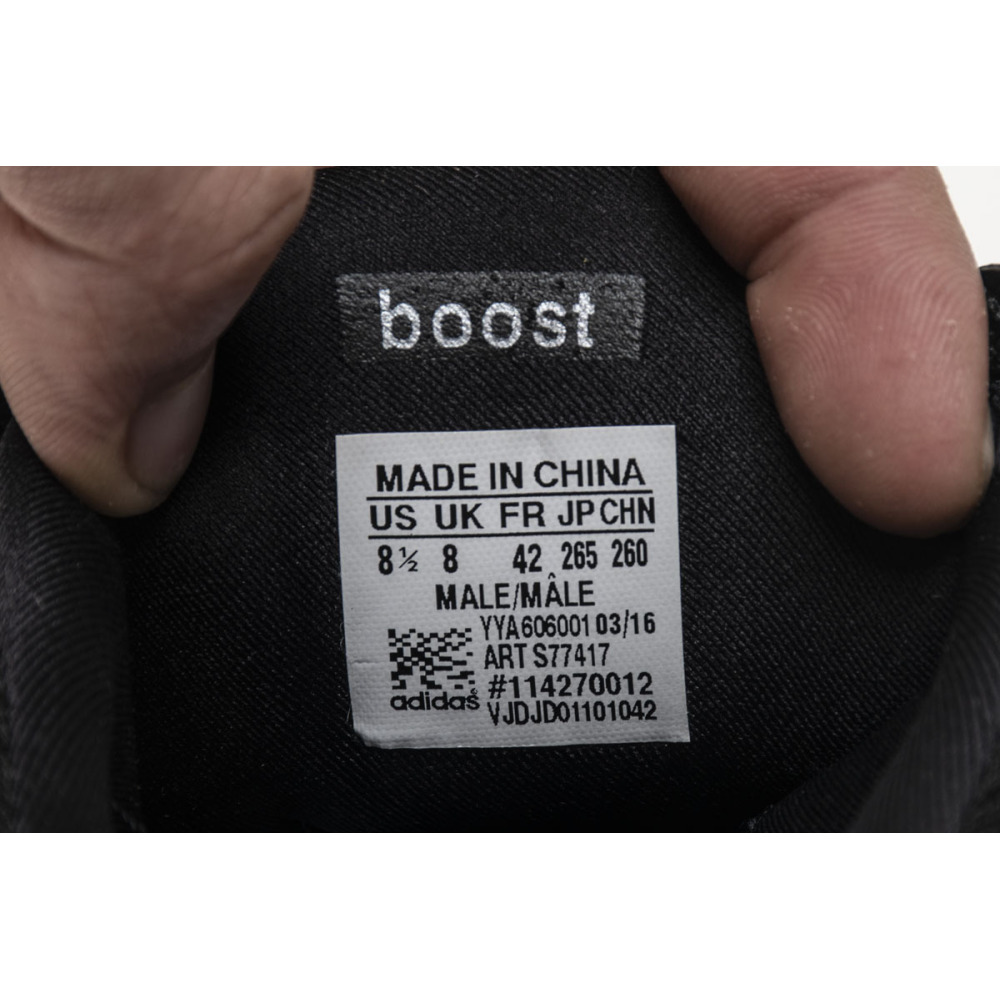 boost
MADE IN CHINA
US UK FR JP CHN
8½ 8 42 265 260
MALE/MÂLE
YYA606001 03/16
ART S77417
#114270012
adidas
VJDJD01101042